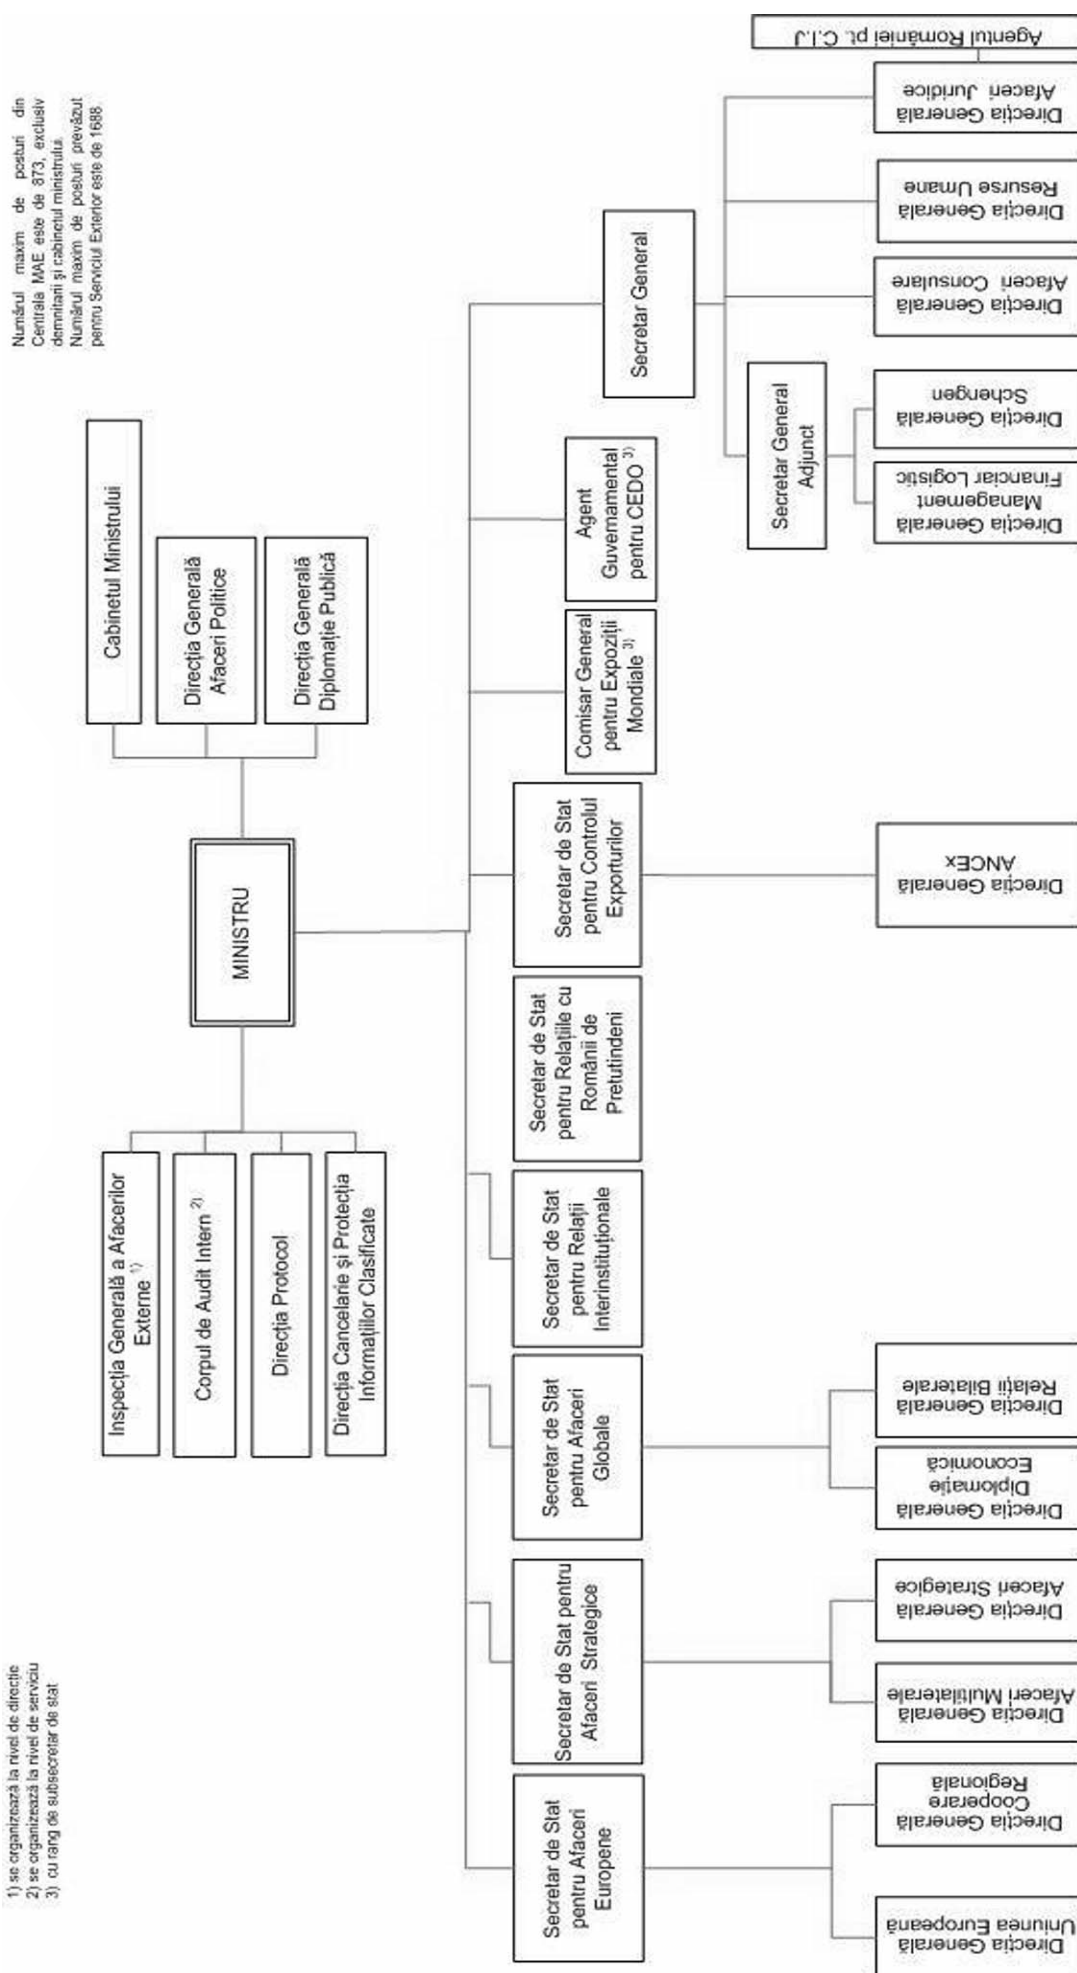 1) se organizează la nivel de direcție
2) se organizează la nivel de serviciu
3) cu rang de subsecretar de stat
Numărul maxim de posturi din
Centrala MAE este de 873, exclusiv
demnitarii și cabinetul ministrului.
Numărul maxim de posturi prevăzut
pentru Serviciul Exterior este de 1688.
Inspecția Generală a Afacerilor
Externe 1)
Corpul de Audit Intern 2)
Direcția Protocol
Direcția Cancelarie și Protecția
Informațiilor Clasificate
MINISTRU
Cabinetul Ministrului
Direcția Generală
Afaceri Politice
Direcția Generală
Diplomație Publică
Secretar de Stat
pentru Afaceri
Europene
Secretar de Stat pentru
Afaceri Strategice
Secretar de Stat
pentru Afaceri
Globale
Secretar de Stat
pentru Relații
Interinstituționale
Secretar de Stat
pentru Relațiile cu
Românii de
Pretutindeni
Secretar de Stat
pentru Controlul
Exporturilor
Comisar General
pentru Expoziții
Mondiale 3)
Agent
Guvernamental
pentru CEDO 3)
Secretar General
Secretar General
Adjunct
Direcția Generală
Uniunea Europeană
Direcția Generală
Cooperare
Regională
Direcția Generală
Afaceri Multilaterale
Direcția Generală
Afaceri Strategice
Direcția Generală
Diplomație
Economică
Direcția Generală
Relații Bilaterale
Direcția Generală
ANCEx
Direcția Generală
Management
Financiar Logistic
Direcția Generală
Schengen
Direcția Generală
Afaceri Consulare
Direcția Generală
Resurse Umane
Direcția Generală
Afaceri Juridice
Agentul României pt. C.I.J